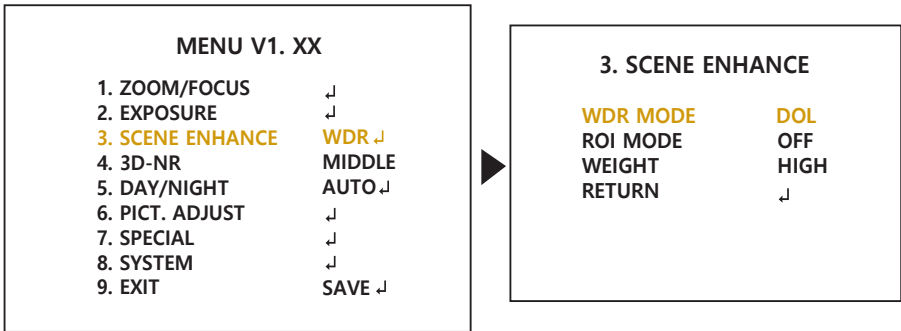 MENU V1. XX
1. ZOOM/FOCUS ↵
2. EXPOSURE ↵
3. SCENE ENHANCE WDR ↵
4. 3D-NR MIDDLE
5. DAY/NIGHT AUTO ↵
6. PICT. ADJUST ↵
7. SPECIAL ↵
8. SYSTEM ↵
9. EXIT SAVE ↵
3. SCENE ENHANCE
WDR MODE DOL
ROI MODE OFF
WEIGHT HIGH
RETURN ↵